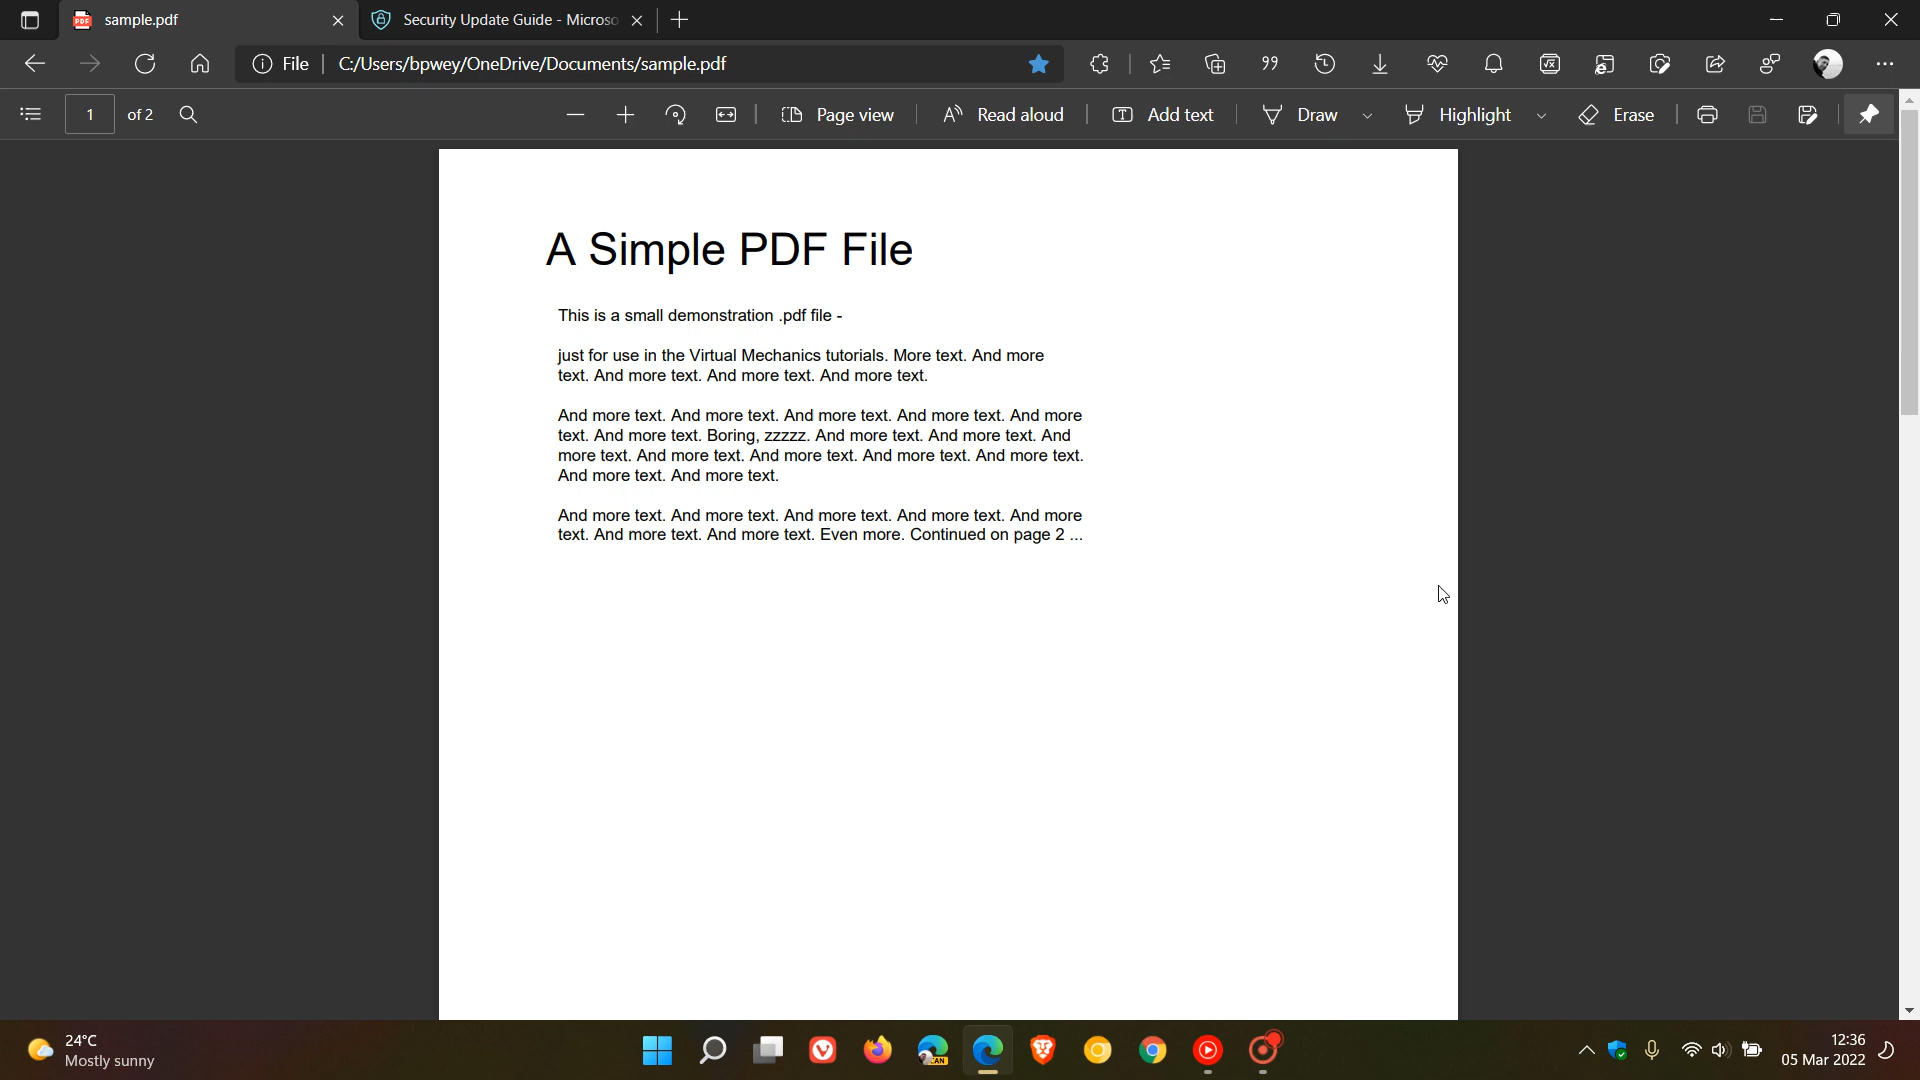 sample.pdf
Security Update Guide - Microso
File
C:/Users/bpwey/OneDrive/Documents/sample.pdf
1 of 2
Page view
Read aloud
Add text
Draw
Highlight
Erase
A Simple PDF File
This is a small demonstration .pdf file -
just for use in the Virtual Mechanics tutorials. More text. And more
text. And more text. And more text. And more text.
And more text. And more text. And more text. And more text. And more
text. And more text. Boring, zzzzz. And more text. And more text. And
more text. And more text. And more text. And more text. And more text.
And more text. And more text.
And more text. And more text. And more text. And more text. And more
text. And more text. And more text. Even more. Continued on page 2 ...
24°C
Mostly sunny
CAN
12:36
05 Mar 2022